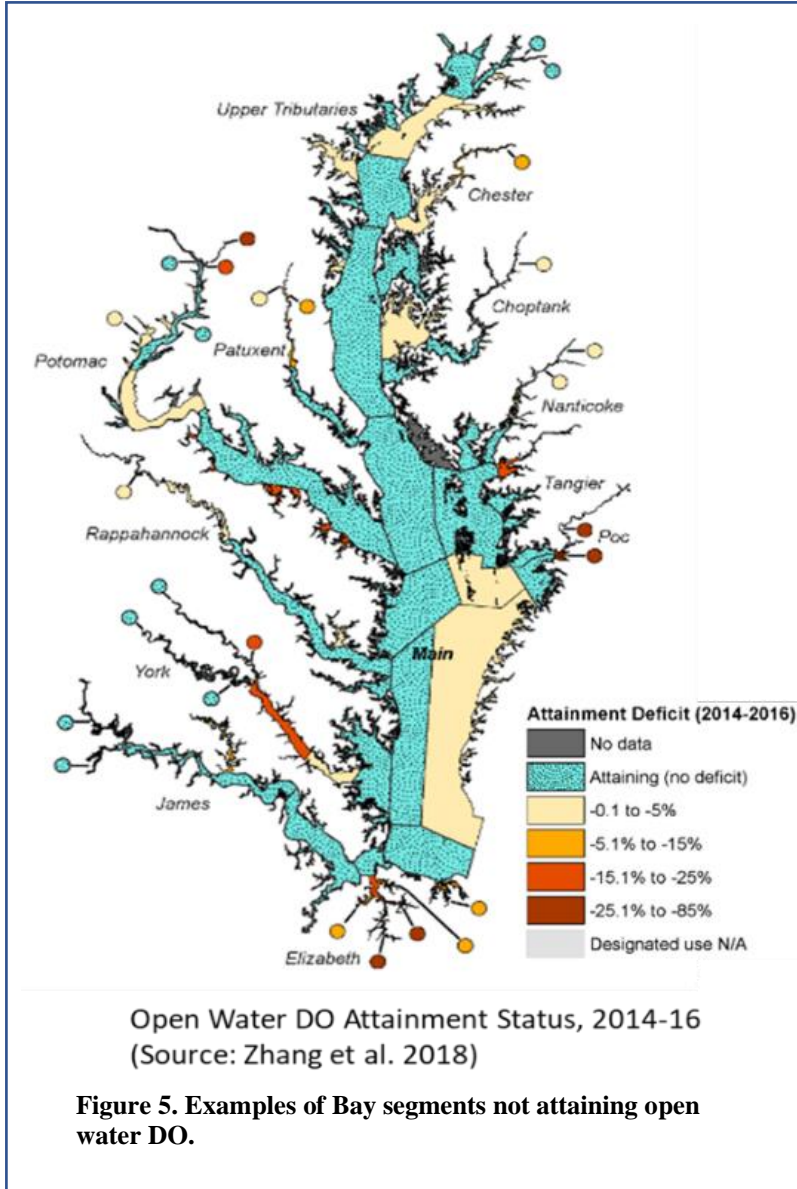 Upper Tributaries
Chester
Choptank
Potomac
Patuxent
Nanticoke
Tangier
Rappahannock
Poc
Main
York
James
Elizabeth
Attainment Deficit (2014-2016)
No data
Attaining (no deficit)
-0.1 to -5%
-5.1% to -15%
-15.1% to -25%
-25.1% to -85%
Designated use N/A
Open Water DO Attainment Status, 2014-16
(Source: Zhang et al. 2018)
Figure 5. Examples of Bay segments not attaining open
water DO.